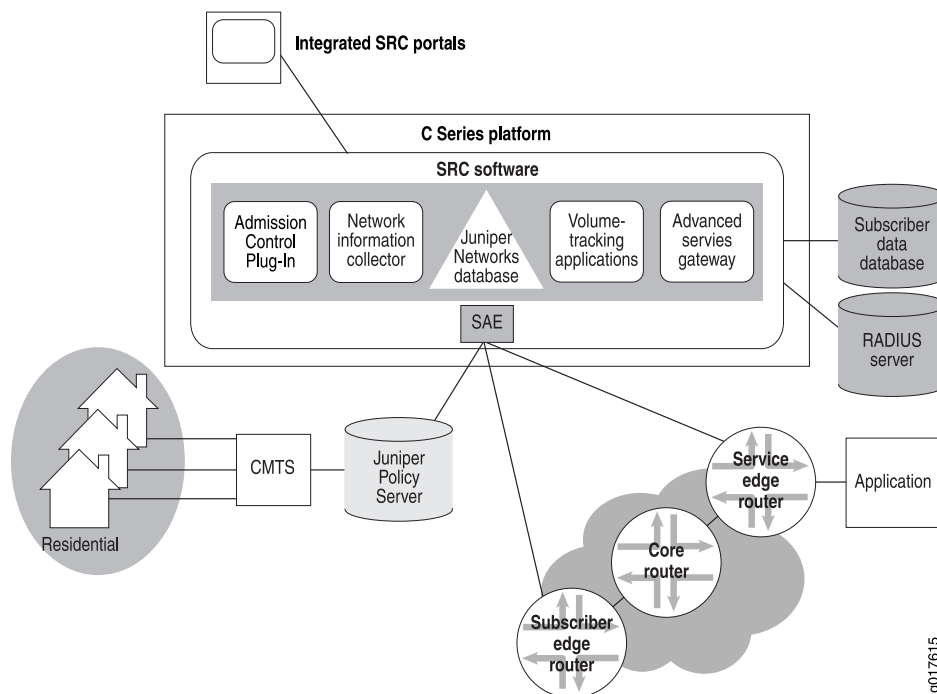 Integrated SRC portals
C Series platform
SRC software
Admission
Control
Plug-In
Network
information
collector
Juniper
Networks
database
Volume-
tracking
applications
Advanced
servies
gateway
Subscriber
data
database
SAE
RADIUS
server
CMTS
Juniper
Policy
Server
Residential
Service
edge
router
Application
Core
router
Subscriber
edge
router
g017615